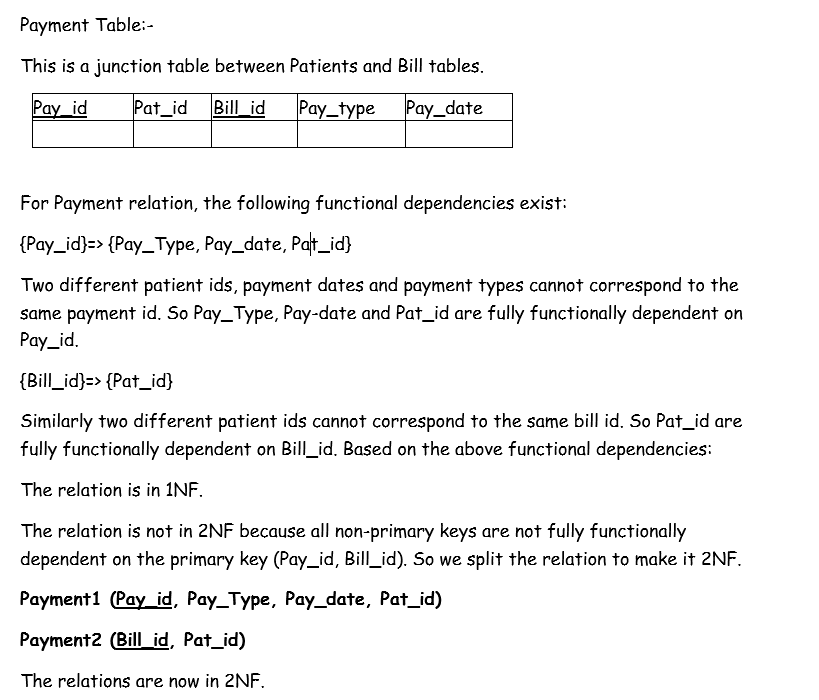 Payment Table:-
This is a junction table between Patients and Bill tables.
Pay_id Pat_id Bill_id Pay_type Pay_date
For Payment relation, the following functional dependencies exist:
{Pay_id}=> {Pay_Type, Pay_date, Pat_id}
Two different patient ids, payment dates and payment types cannot correspond to the
same payment id. So Pay_Type, Pay-date and Pat_id are fully functionally dependent on
Pay_id.
{Bill_id}=> {Pat_id}
Similarly two different patient ids cannot correspond to the same bill id. So Pat_id are
fully functionally dependent on Bill_id. Based on the above functional dependencies:
The relation is in 1NF.
The relation is not in 2NF because all non-primary keys are not fully functionally
dependent on the primary key (Pay_id, Bill_id). So we split the relation to make it 2NF.
Payment1 (Pay_id, Pay_Type, Pay_date, Pat_id)
Payment2 (Bill_id, Pat_id)
The relations are now in 2NF.